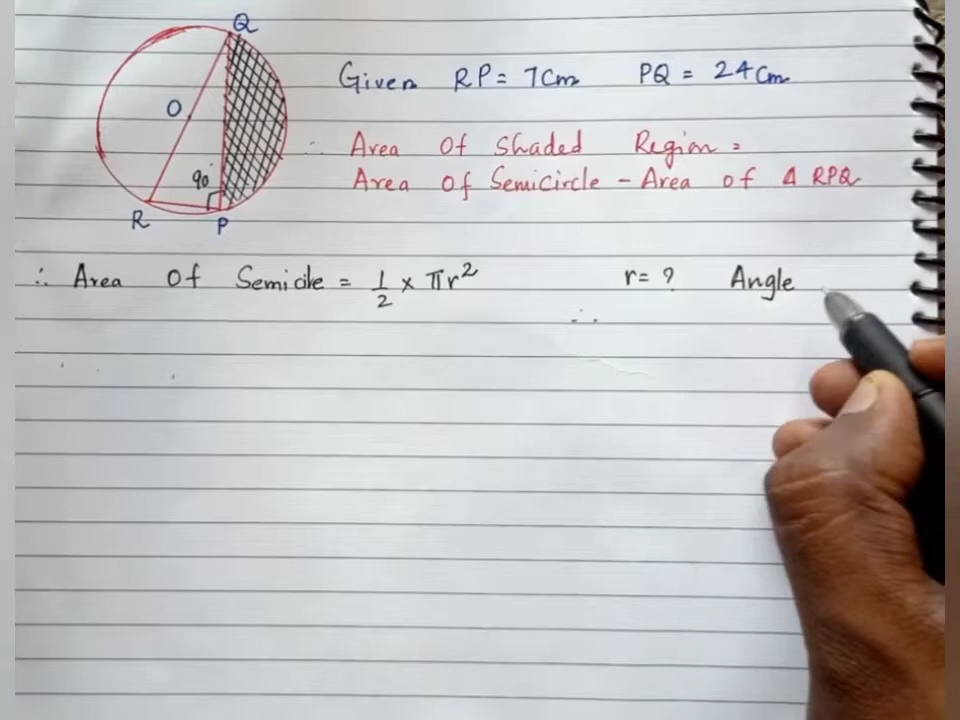 Q
O
90
R
P
Given RP = 7cm PQ = 24cm
∴ Area Of Shaded Region =
Area of Semicircle - Area of Δ RPQ
∴ Area Of Semicile = 1/2 × πr² r = ? Angle
∴